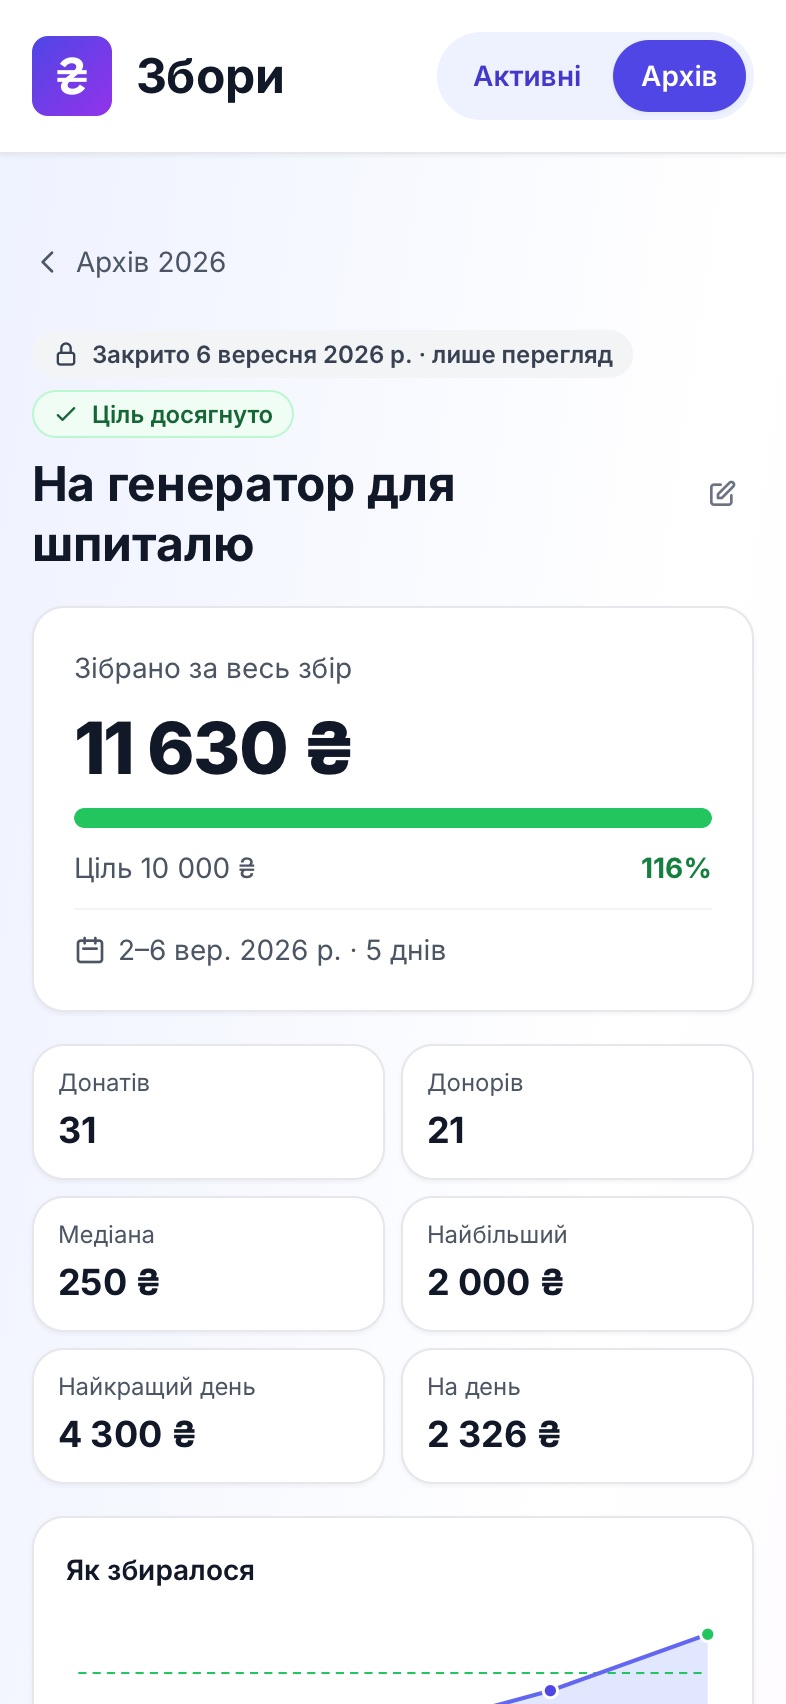 ₴ Збори
Активні
Архів
Архів 2026
Закрито 6 вересня 2026 р. · лише перегляд
Ціль досягнуто
На генератор для
шпиталю
Зібрано за весь збір
11 630 ₴
Ціль 10 000 ₴
116%
2–6 вер. 2026 р. · 5 днів
Донатів
31
Донорів
21
Медіана
250 ₴
Найбільший
2 000 ₴
Найкращий день
4 300 ₴
На день
2 326 ₴
Як збиралося